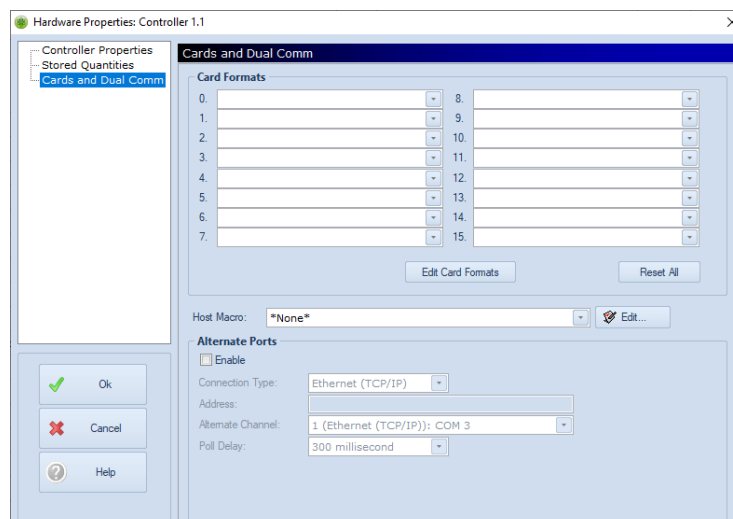 Hardware Properties: Controller 1.1
Controller Properties
Stored Quantities
Cards and Dual Comm
Cards and Dual Comm
Card Formats
0. 8.
1. 9.
2. 10.
3. 11.
4. 12.
5. 13.
6. 14.
7. 15.
Edit Card Formats Reset All
Host Macro: *None* Edit...
Alternate Ports
Enable
Connection Type: Ethernet (TCP/IP)
Address:
Alternate Channel: 1 (Ethernet (TCP/IP)): COM 3
Poll Delay: 300 millisecond
Ok
Cancel
Help